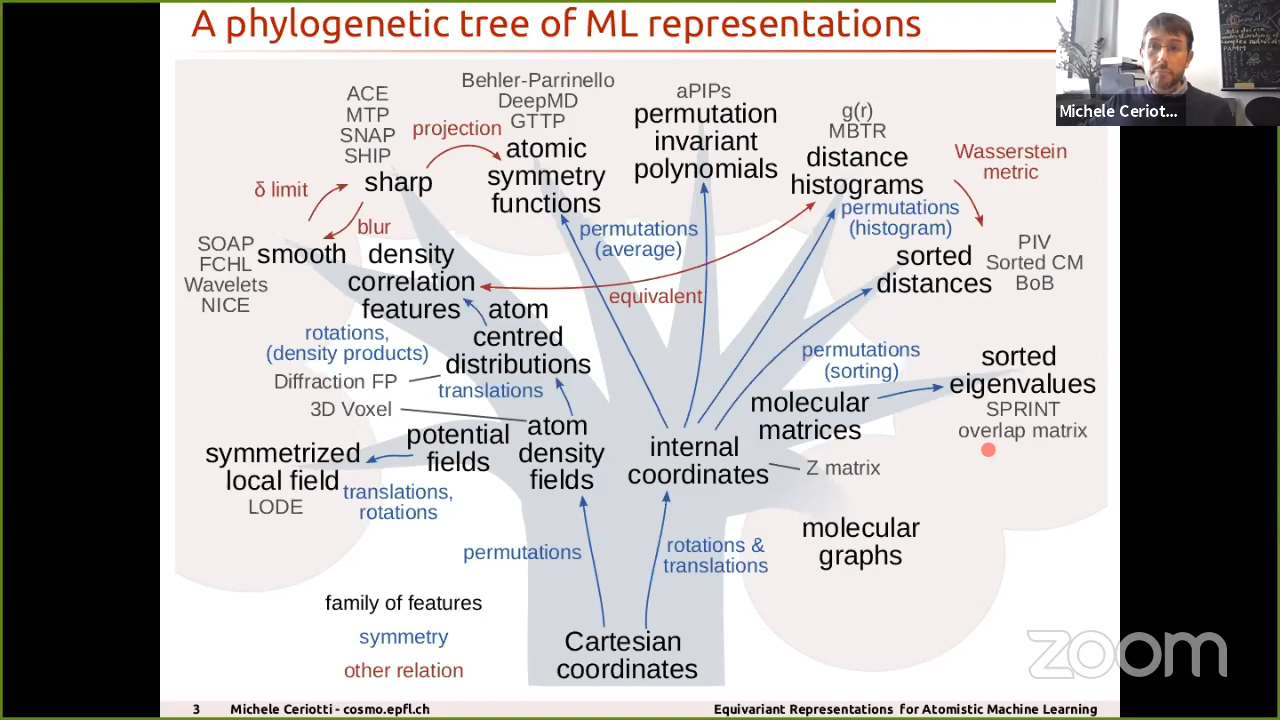 A phylogenetic tree of ML representations
Michele Ceriot...
ACE
MTP
SNAP
SHIP
sharp
projection
Behler-Parrinello
DeepMD
GTTP
atomic
symmetry
functions
aPIPs
permutation
invariant
polynomials
g(r)
MBTR
distance
histograms
Wasserstein
metric
δ limit
blur
SOAP
FCHL
Wavelets
NICE
smooth
density
correlation
features
permutations
(average)
permutations
(histogram)
sorted
distances
PIV
Sorted CM
BoB
equivalent
rotations,
(density products)
atom
centred
distributions
Diffraction FP
translations
3D Voxel
permutations
(sorting)
sorted
eigenvalues
SPRINT
overlap matrix
molecular
matrices
symmetrized
local field
LODE
potential
fields
atom
density
fields
internal
coordinates
Z matrix
translations,
rotations
molecular
graphs
permutations
rotations &
translations
family of features
symmetry
other relation
Cartesian
coordinates
zoom
3
Michele Ceriotti - cosmo.epfl.ch
Equivariant Representations for Atomistic Machine Learning